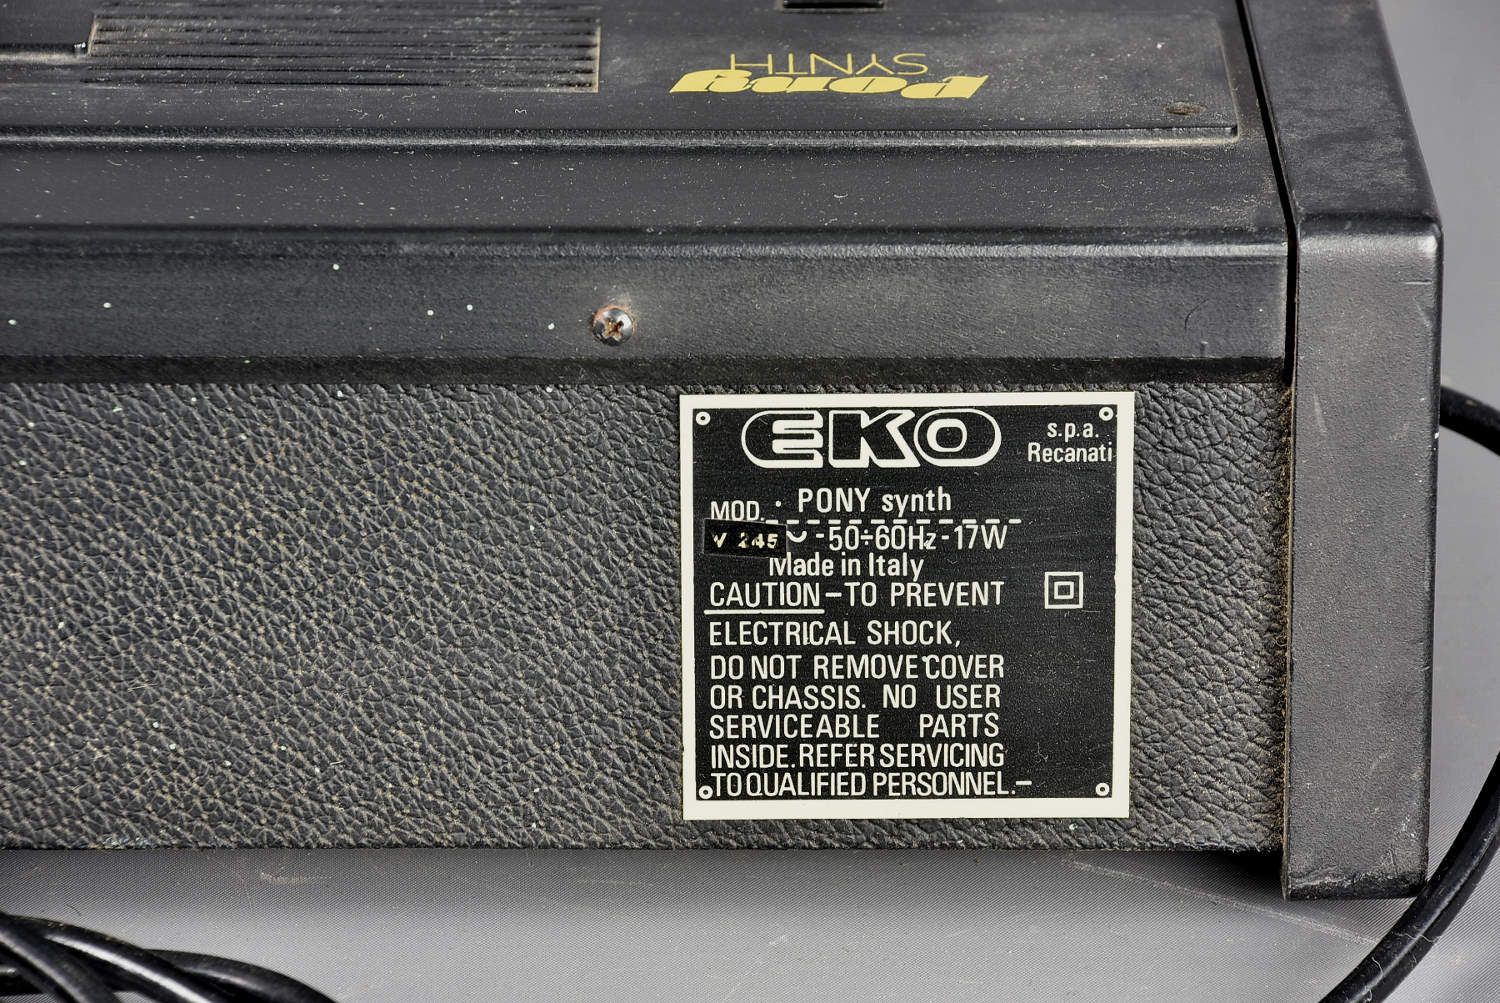 pony
SYNTH
EKO
s.p.a.
Recanati
MOD. · PONY synth
V 245 ~ -50÷60Hz-17W
Made in Italy
CAUTION-TO PREVENT
ELECTRICAL SHOCK,
DO NOT REMOVE COVER
OR CHASSIS. NO USER
SERVICEABLE PARTS
INSIDE. REFER SERVICING
TO QUALIFIED PERSONNEL.-